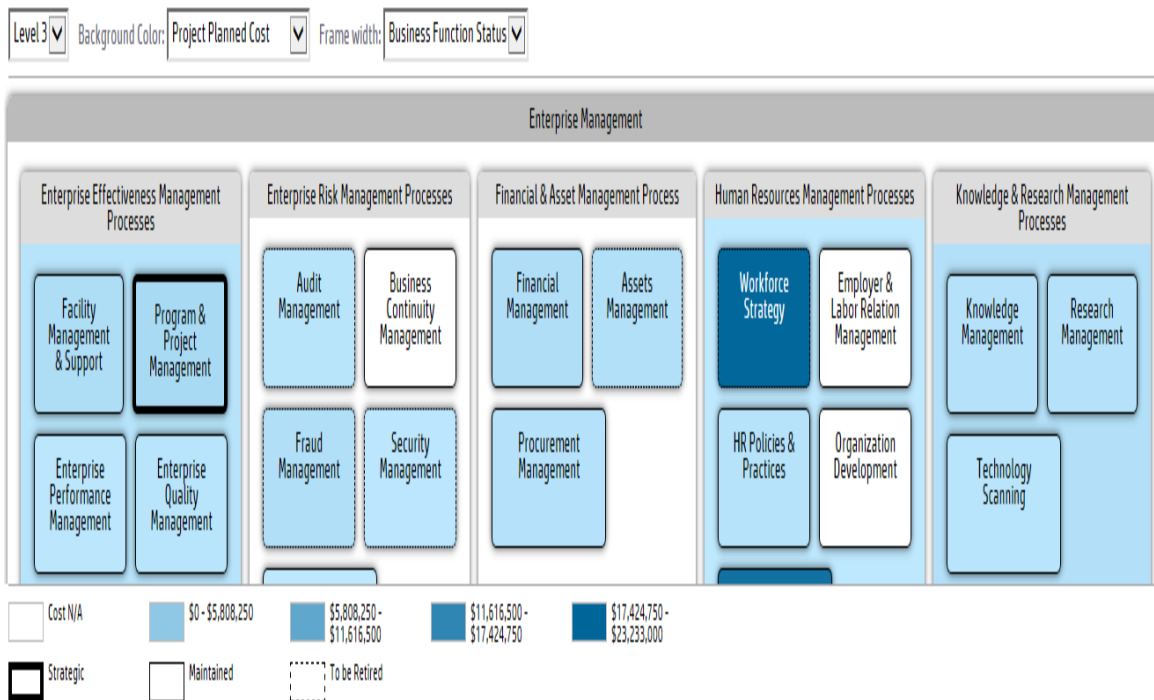 Level 3 Background Color: Project Planned Cost Frame width: Business Function Status
Enterprise Management
Enterprise Effectiveness Management
Processes
Facility
Management
& Support
Program &
Project
Management
Enterprise
Performance
Management
Enterprise
Quality
Management
Enterprise Risk Management Processes
Audit
Management
Business
Continuity
Management
Fraud
Management
Security
Management
Financial & Asset Management Process
Financial
Management
Assets
Management
Procurement
Management
Human Resources Management Processes
Workforce
Strategy
Employer &
Labor Relation
Management
HR Policies &
Practices
Organization
Development
Knowledge & Research Management
Processes
Knowledge
Management
Research
Management
Technology
Scanning
Cost N/A
$0 - $5,808,250
$5,808,250 -
$11,616,500
$11,616,500 -
$17,424,750
$17,424,750 -
$23,233,000
Strategic
Maintained
To be Retired